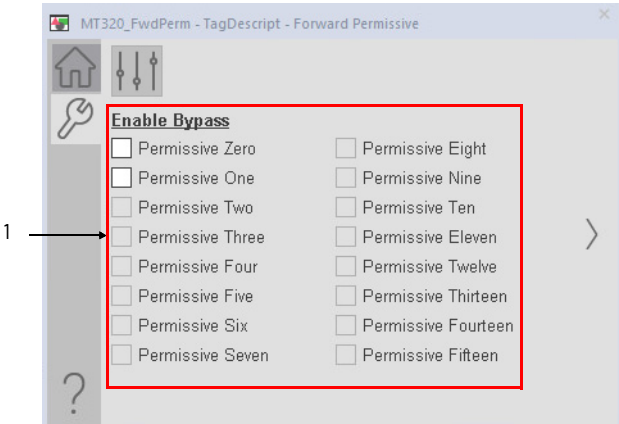 MT320_FwdPerm - TagDescript - Forward Permissive
Enable Bypass
Permissive Zero
Permissive One
Permissive Two
Permissive Three
Permissive Four
Permissive Five
Permissive Six
Permissive Seven
Permissive Eight
Permissive Nine
Permissive Ten
Permissive Eleven
Permissive Twelve
Permissive Thirteen
Permissive Fourteen
Permissive Fifteen
1
?